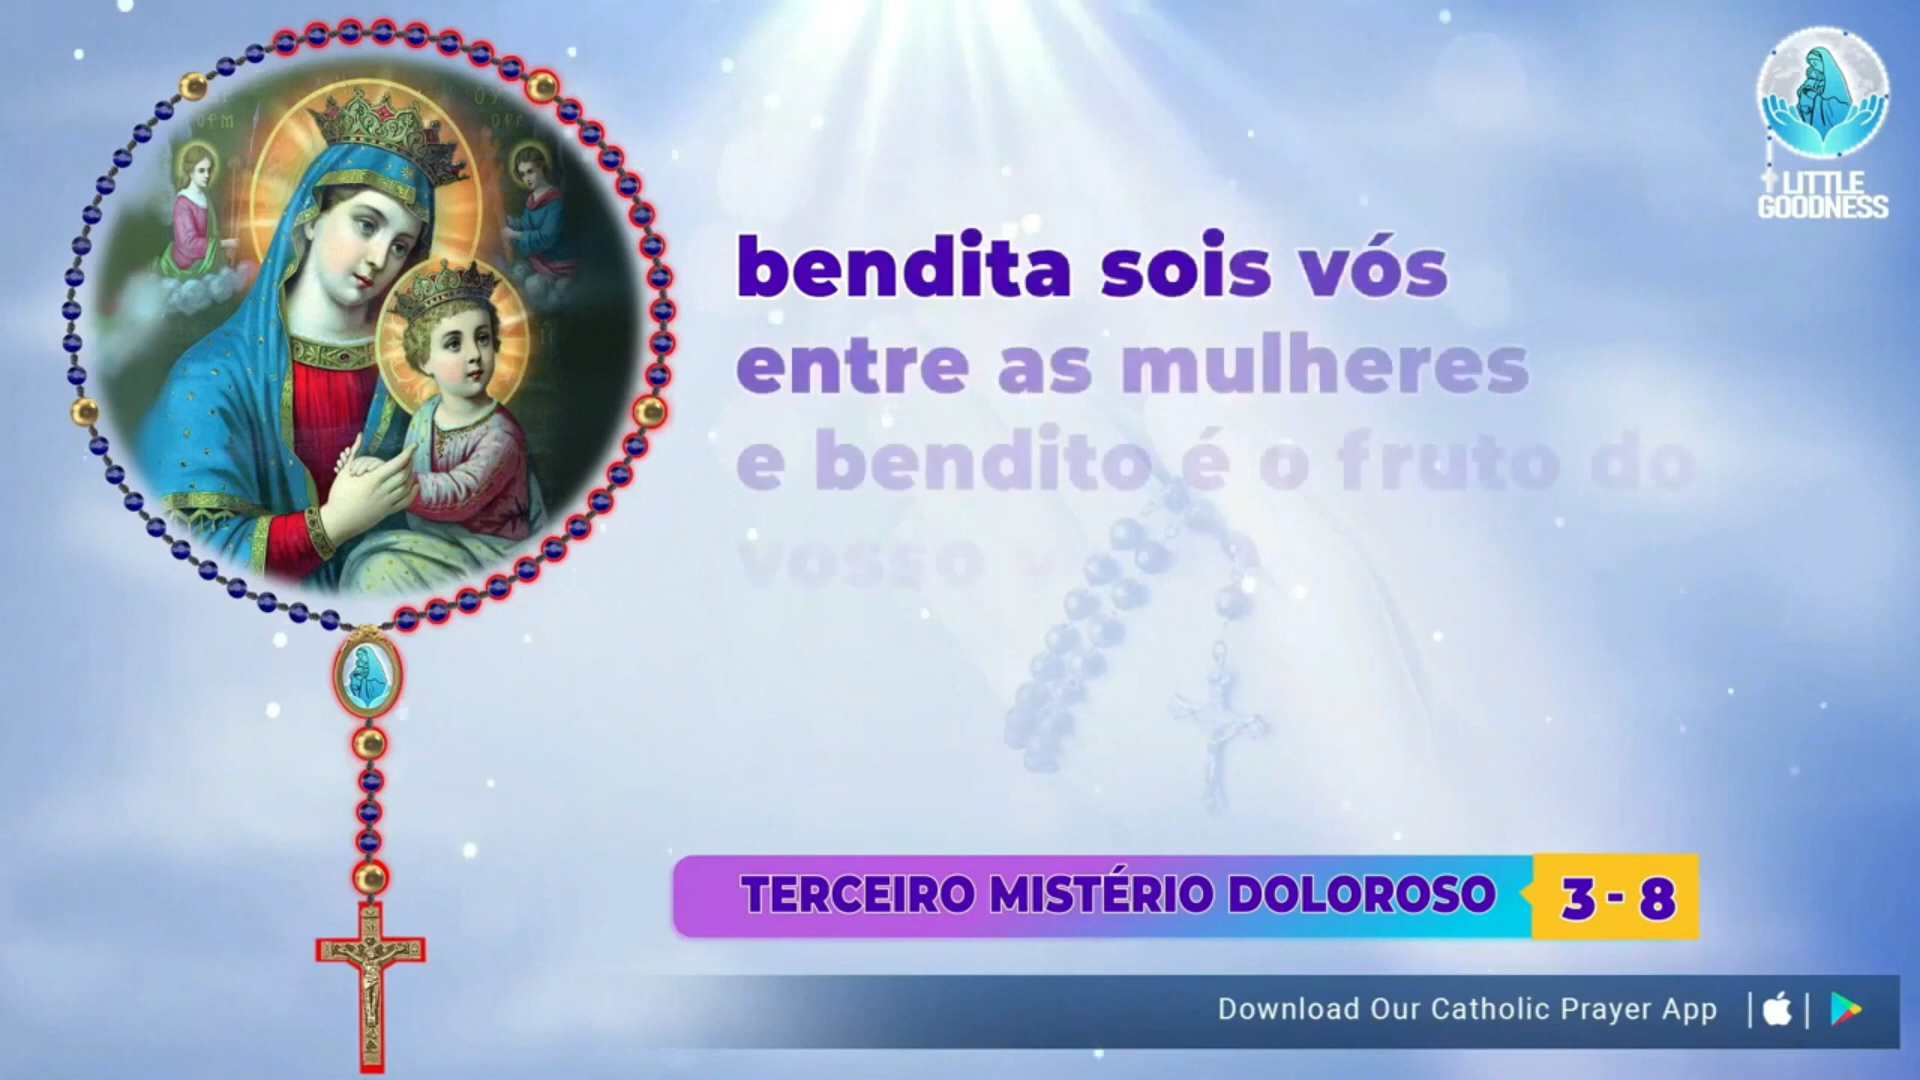 LITTLE
GOODNESS
bendita sois vós
entre as mulheres
e bendito é o fruto do
vosso
TERCEIRO MISTÉRIO DOLOROSO
3 - 8
Download Our Catholic Prayer App